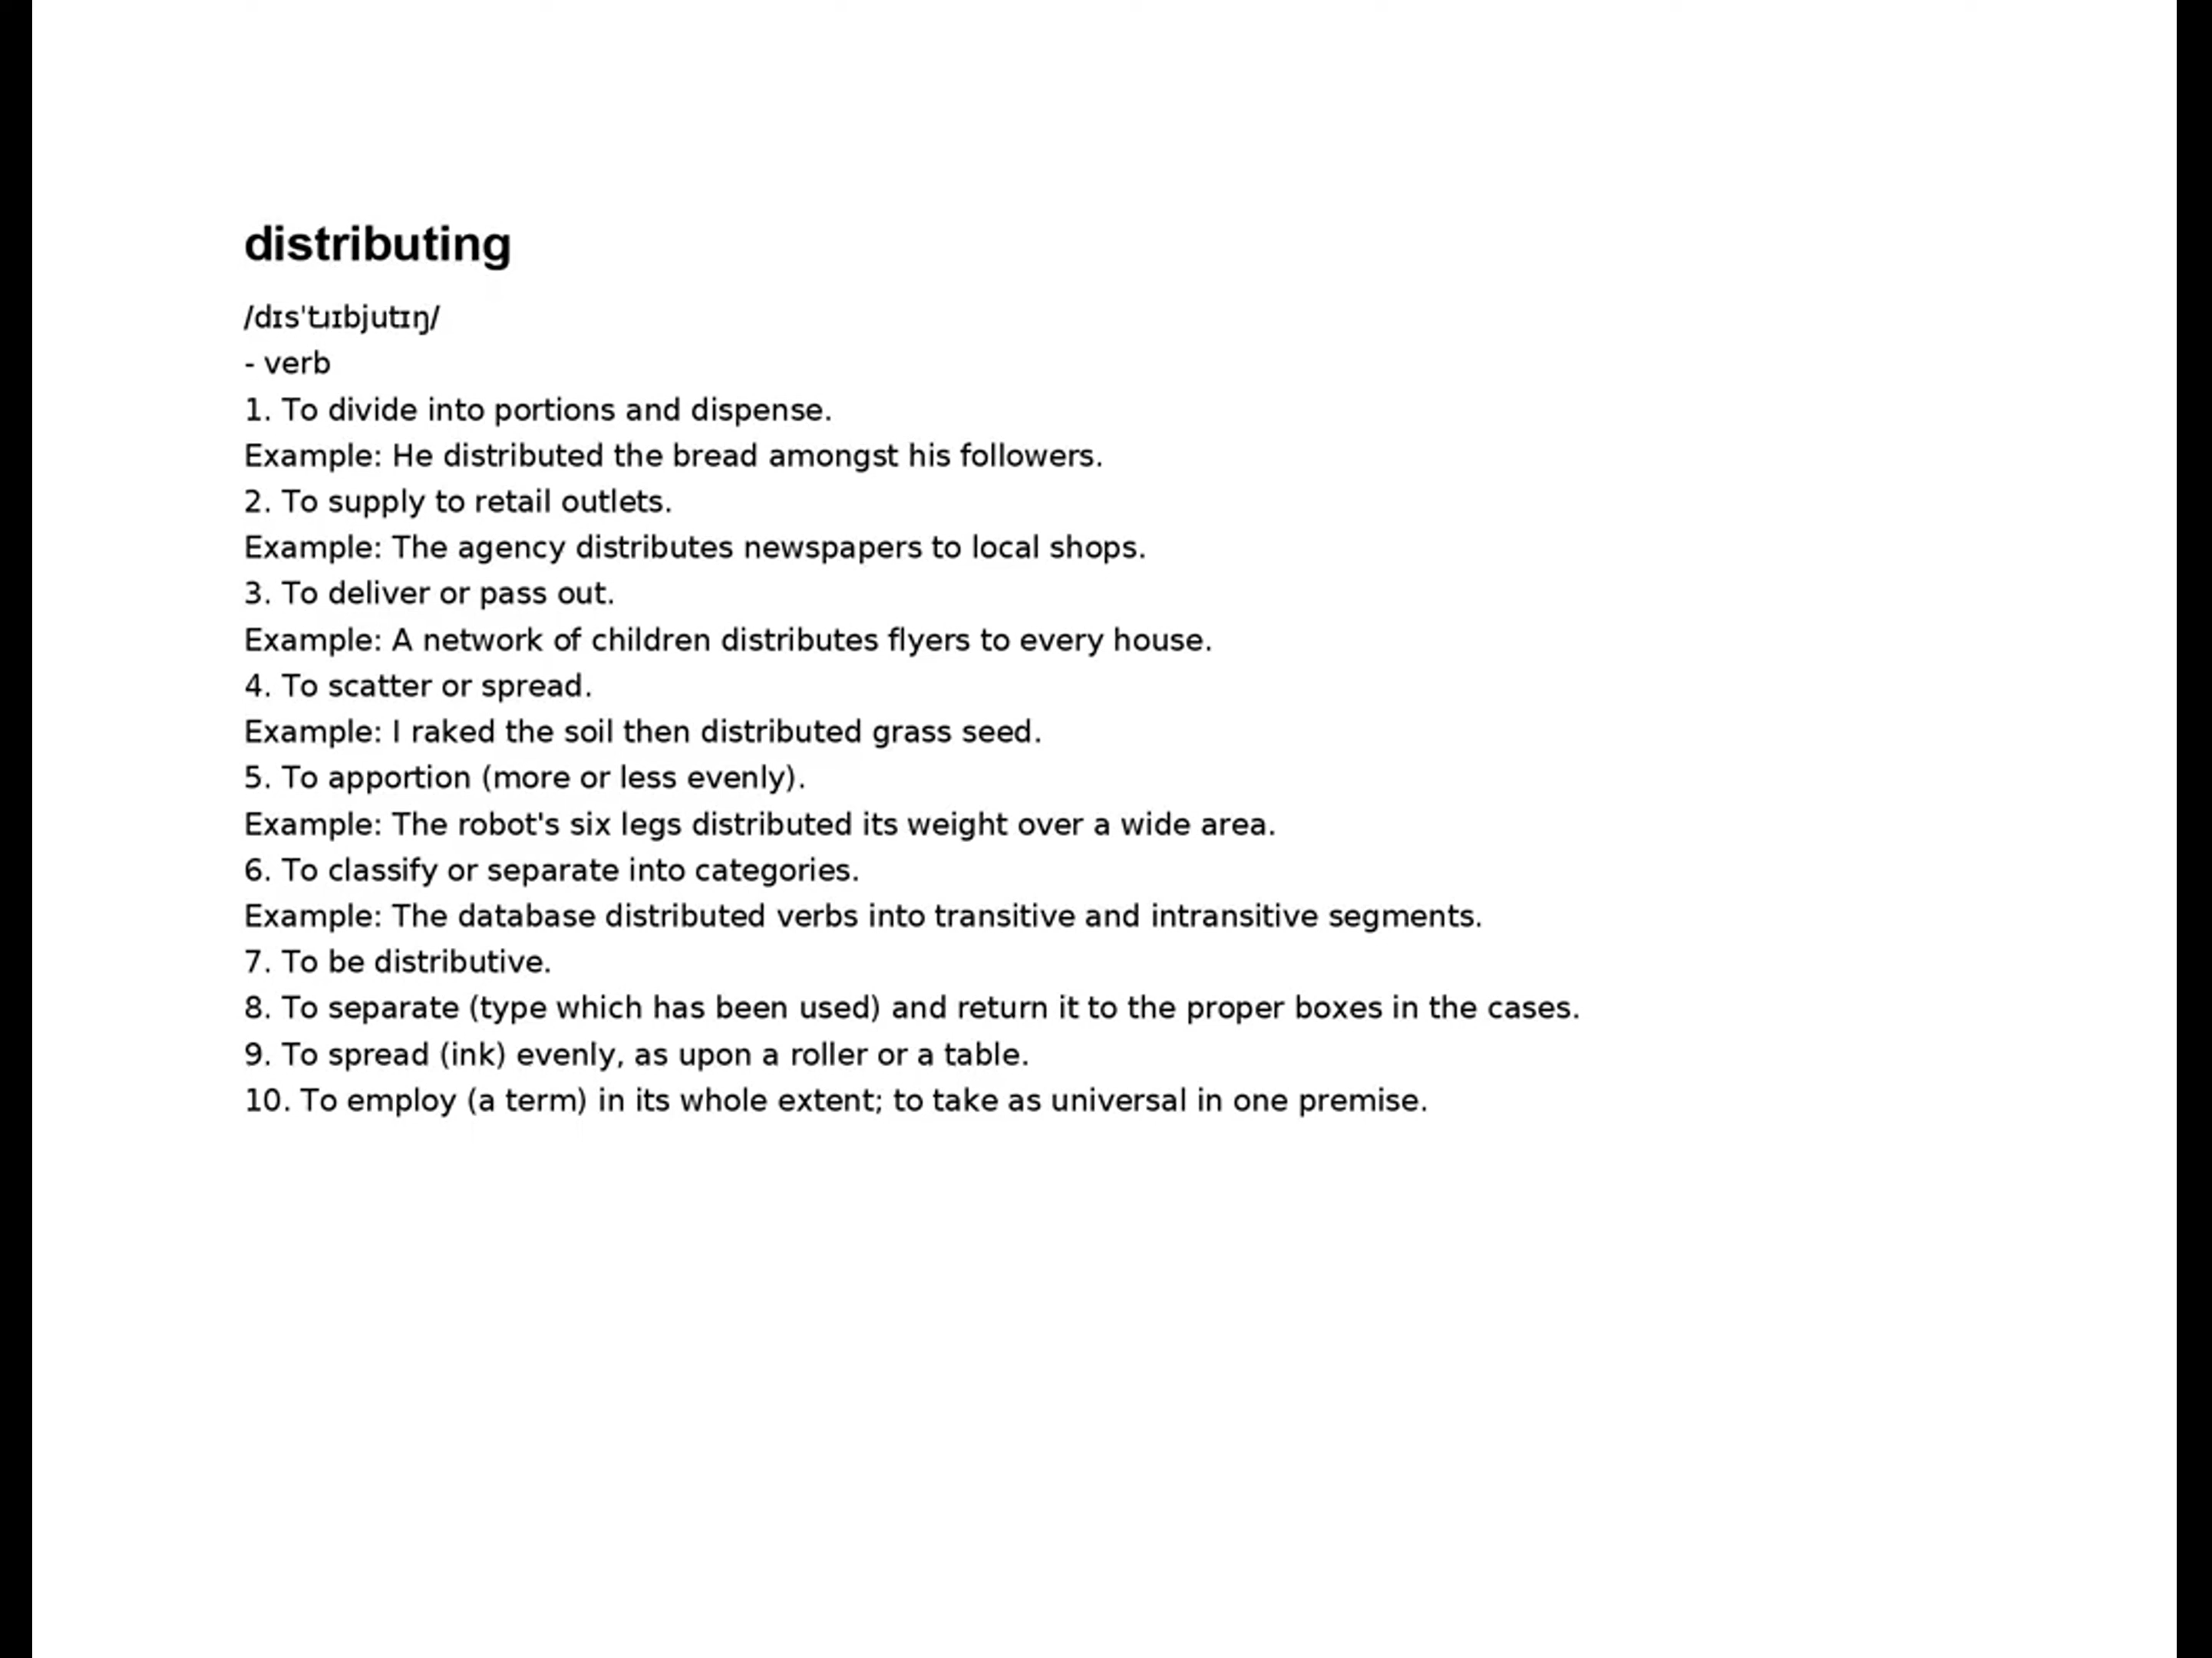 distributing
/dɪsˈtɹɪbjutɪŋ/
- verb
1. To divide into portions and dispense.
Example: He distributed the bread amongst his followers.
2. To supply to retail outlets.
Example: The agency distributes newspapers to local shops.
3. To deliver or pass out.
Example: A network of children distributes flyers to every house.
4. To scatter or spread.
Example: I raked the soil then distributed grass seed.
5. To apportion (more or less evenly).
Example: The robot's six legs distributed its weight over a wide area.
6. To classify or separate into categories.
Example: The database distributed verbs into transitive and intransitive segments.
7. To be distributive.
8. To separate (type which has been used) and return it to the proper boxes in the cases.
9. To spread (ink) evenly, as upon a roller or a table.
10. To employ (a term) in its whole extent; to take as universal in one premise.